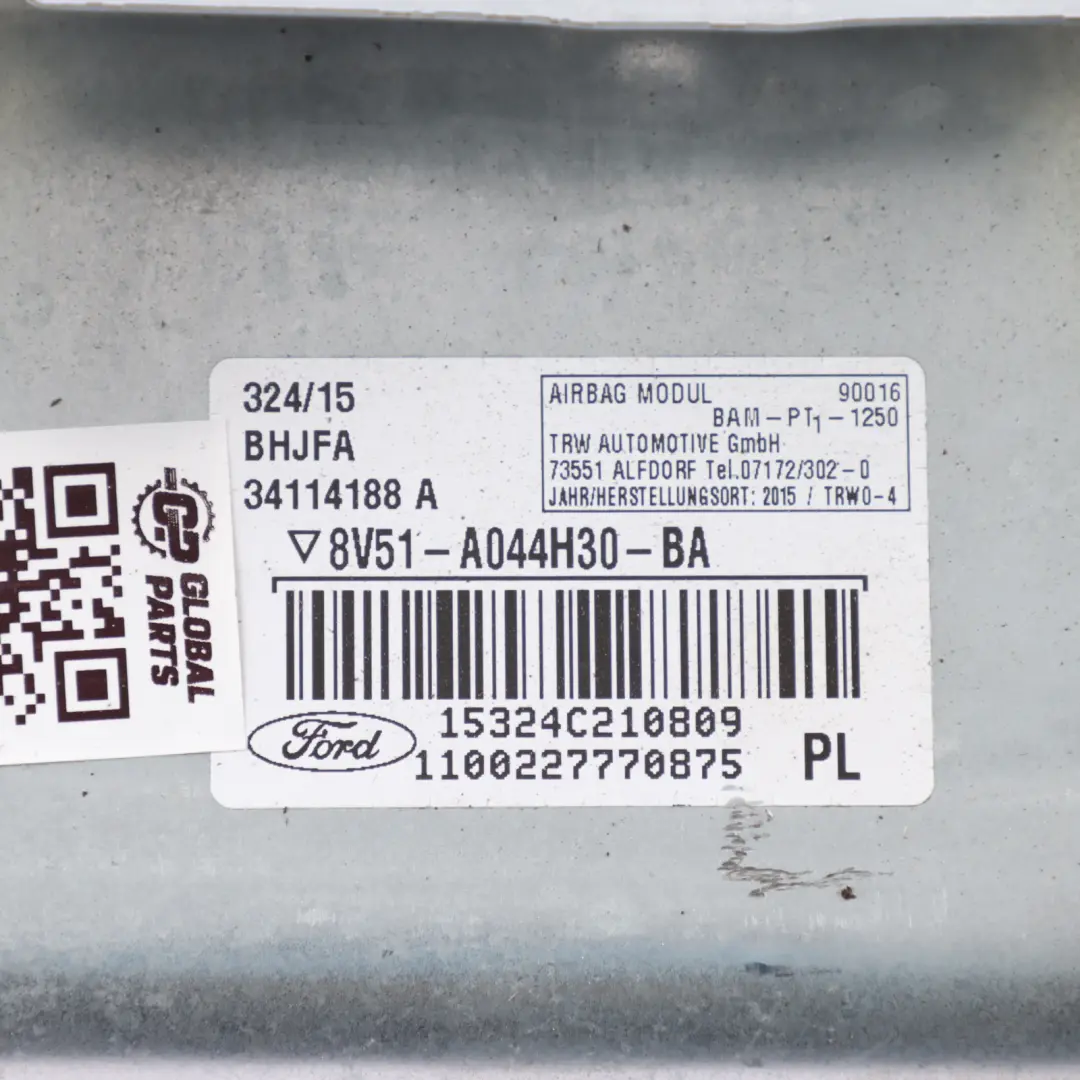 324/15
BHJFA
34114188 A
AIRBAG MODUL 90016
BAM-PT1-1250
TRW AUTOMOTIVE GmbH
73551 ALFDORF Tel.07172/302-0
JAHR/HERSTELLUNGSORT: 2015 / TRWO-4
▽8V51-A044H30-BA
15324C210809
Ford
1100227770875
PL
GLOBAL
PARTS